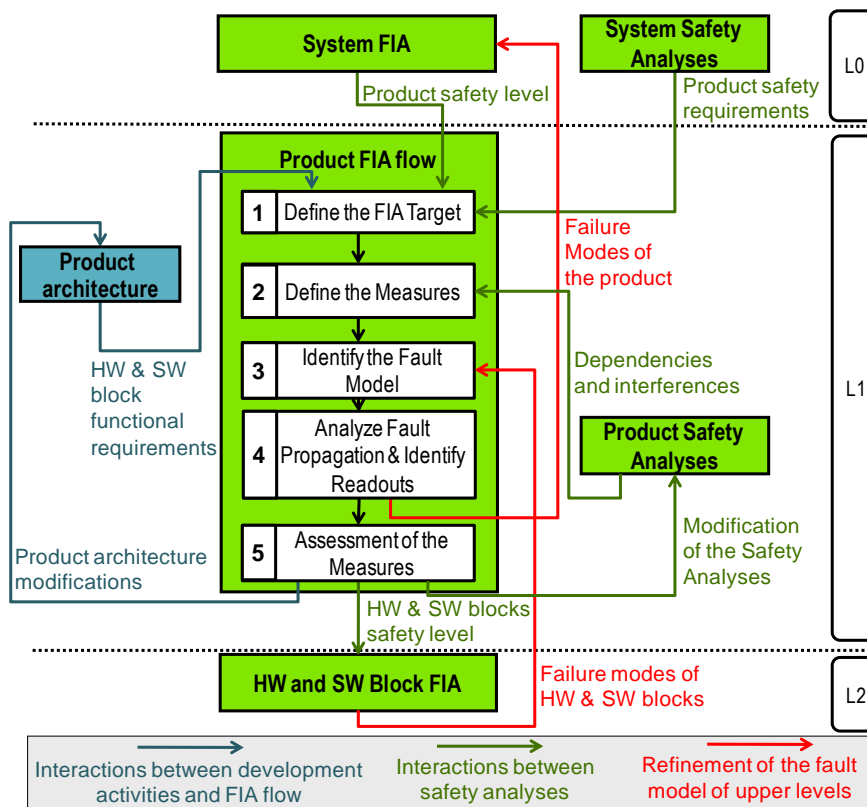 System FIA
System Safety
Analyses
L0
Product safety level
Product safety
requirements
Product FIA flow
1
Define the FIA Target
Failure
Modes of
the product
Product
architecture
2
Define the Measures
HW & SW
block
functional
requirements
3
Identify the Fault
Model
Dependencies
and interferences
L1
4
Analyze Fault
Propagation & Identify
Readouts
Product Safety
Analyses
Product architecture
modifications
5
Assessment of the
Measures
Modification
of the Safety
Analyses
HW & SW blocks
safety level
HW and SW Block FIA
Failure modes of
HW & SW blocks
L2
Interactions between development
activities and FIA flow
Interactions between
safety analyses
Refinement of the fault
model of upper levels